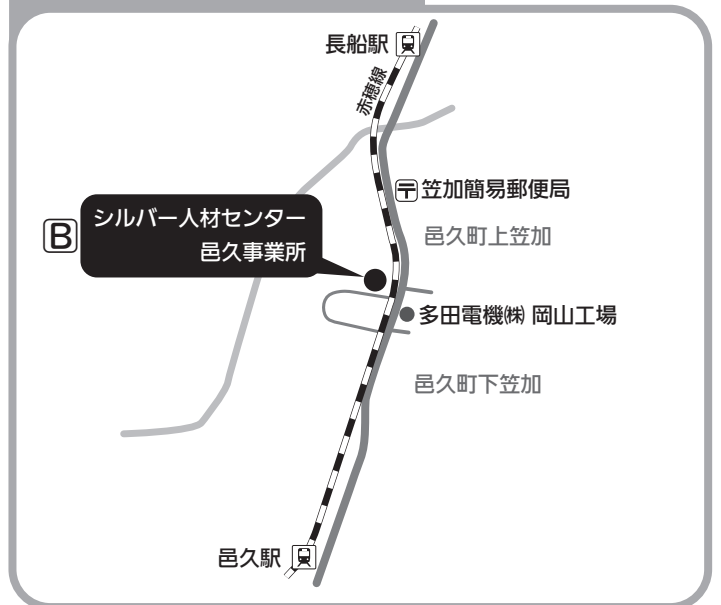 長船駅
赤穂線
〒笠加簡易郵便局
B
シルバー人材センター
邑久事業所
邑久町上笠加
多田電機㈱ 岡山工場
邑久町下笠加
邑久駅